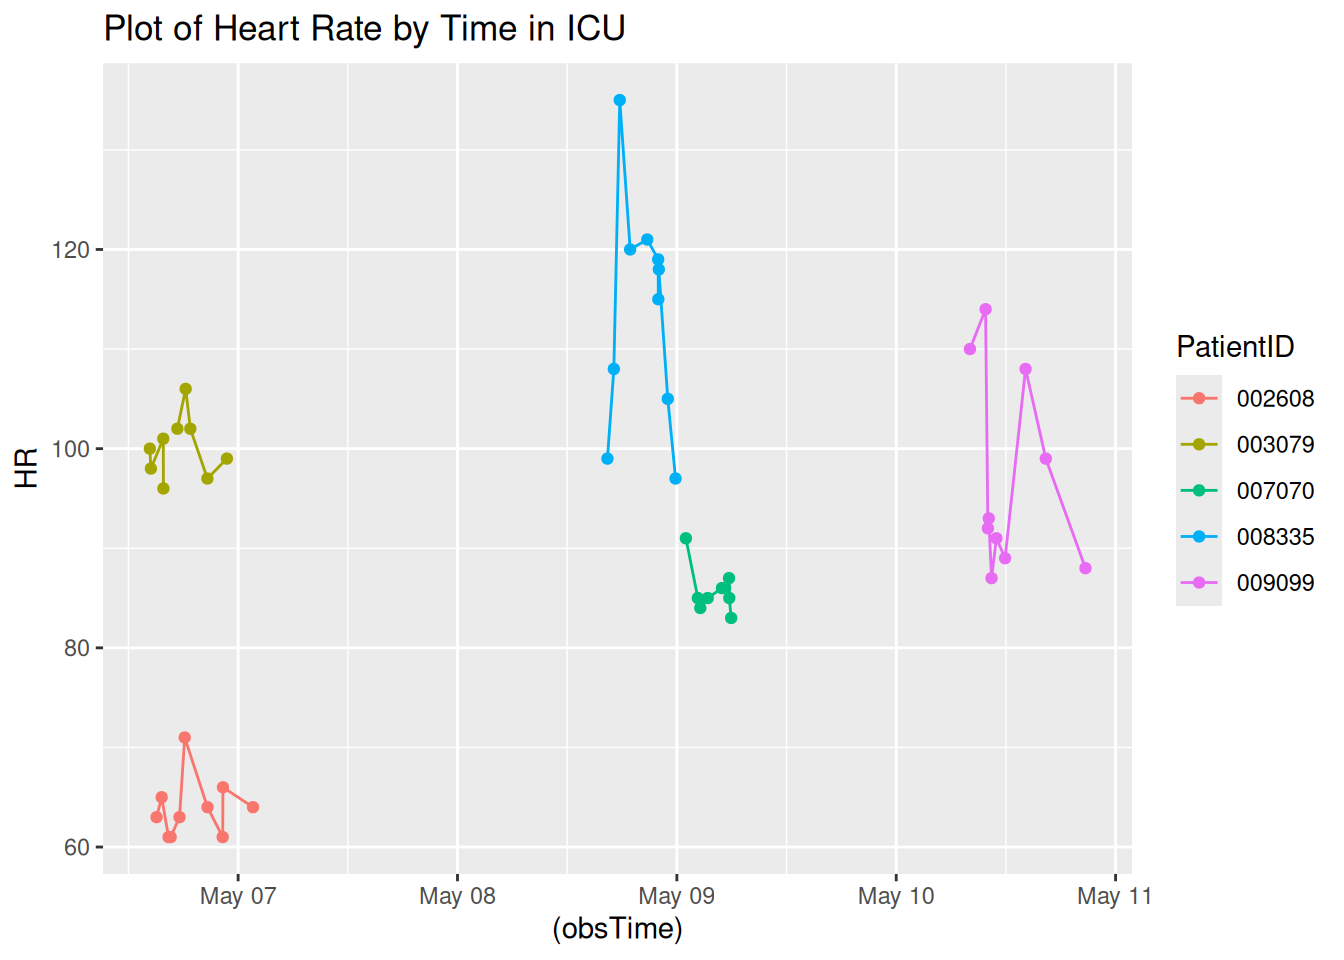 Plot of Heart Rate by Time in ICU
HR
120
100
80
60
May 07
May 08
May 09
May 10
May 11
(obsTime)
PatientID
002608
003079
007070
008335
009099